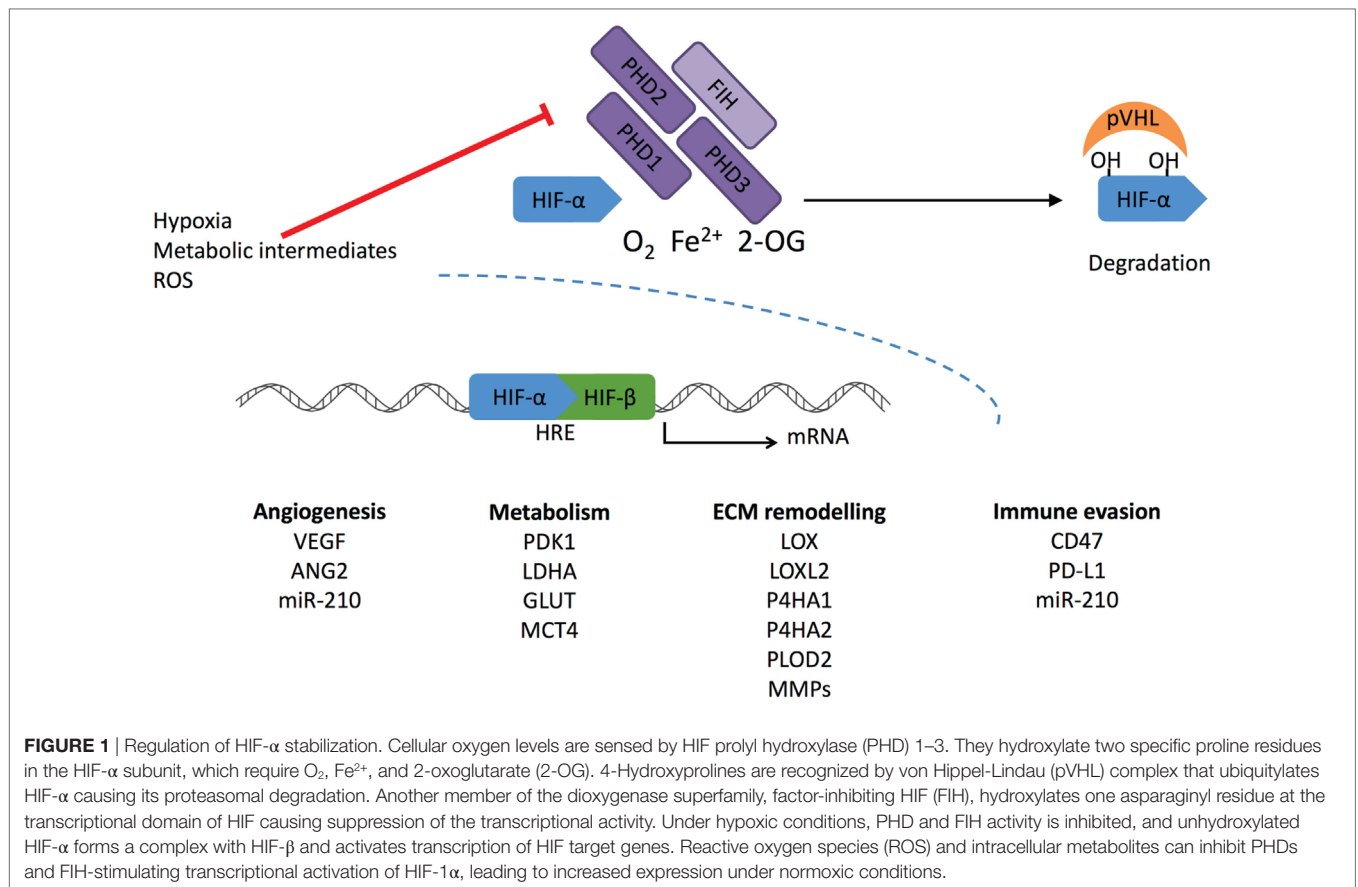 PHD2
FIH
PHD1
PHD3
pVHL
OH OH
HIF-α
HIF-α
O₂ Fe²⁺ 2-OG
Degradation
Hypoxia
Metabolic intermediates
ROS
HIF-α HIF-β
HRE
mRNA
Angiogenesis
VEGF
ANG2
miR-210
Metabolism
PDK1
LDHA
GLUT
MCT4
ECM remodelling
LOX
LOXL2
P4HA1
P4HA2
PLOD2
MMPs
Immune evasion
CD47
PD-L1
miR-210
FIGURE 1 | Regulation of HIF-α stabilization. Cellular oxygen levels are sensed by HIF prolyl hydroxylase (PHD) 1–3. They hydroxylate two specific proline residues
in the HIF-α subunit, which require O₂, Fe²⁺, and 2-oxoglutarate (2-OG). 4-Hydroxyprolines are recognized by von Hippel-Lindau (pVHL) complex that ubiquitylates
HIF-α causing its proteasomal degradation. Another member of the dioxygenase superfamily, factor-inhibiting HIF (FIH), hydroxylates one asparaginyl residue at the
transcriptional domain of HIF causing suppression of the transcriptional activity. Under hypoxic conditions, PHD and FIH activity is inhibited, and unhydroxylated
HIF-α forms a complex with HIF-β and activates transcription of HIF target genes. Reactive oxygen species (ROS) and intracellular metabolites can inhibit PHDs
and FIH-stimulating transcriptional activation of HIF-1α, leading to increased expression under normoxic conditions.